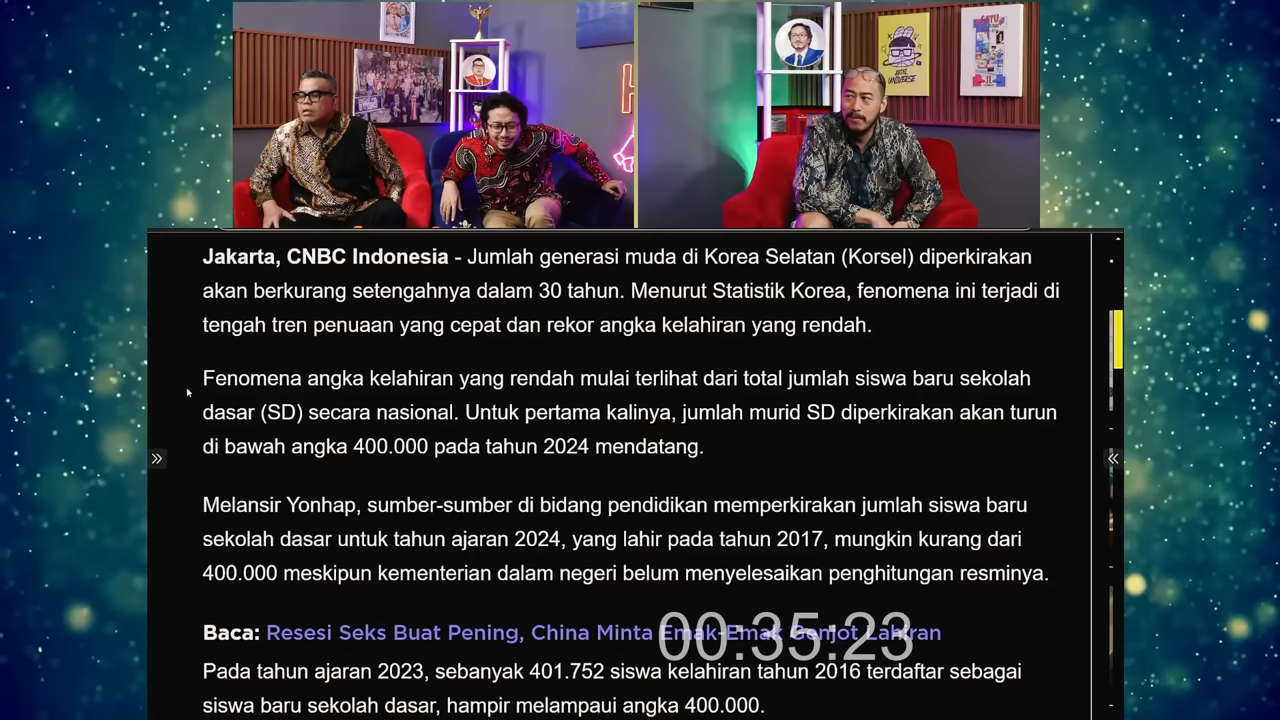 SATU
HOTEL
UNIVERSE
Jakarta, CNBC Indonesia - Jumlah generasi muda di Korea Selatan (Korsel) diperkirakan
akan berkurang setengahnya dalam 30 tahun. Menurut Statistik Korea, fenomena ini terjadi di
tengah tren penuaan yang cepat dan rekor angka kelahiran yang rendah.
Fenomena angka kelahiran yang rendah mulai terlihat dari total jumlah siswa baru sekolah
dasar (SD) secara nasional. Untuk pertama kalinya, jumlah murid SD diperkirakan akan turun
di bawah angka 400.000 pada tahun 2024 mendatang.
Melansir Yonhap, sumber-sumber di bidang pendidikan memperkirakan jumlah siswa baru
sekolah dasar untuk tahun ajaran 2024, yang lahir pada tahun 2017, mungkin kurang dari
400.000 meskipun kementerian dalam negeri belum menyelesaikan penghitungan resminya.
Baca: Resesi Seks Buat Pening, China Minta Emak-Emak Genjot Lahiran
00:35:23
Pada tahun ajaran 2023, sebanyak 401.752 siswa kelahiran tahun 2016 terdaftar sebagai
siswa baru sekolah dasar, hampir melampaui angka 400.000.